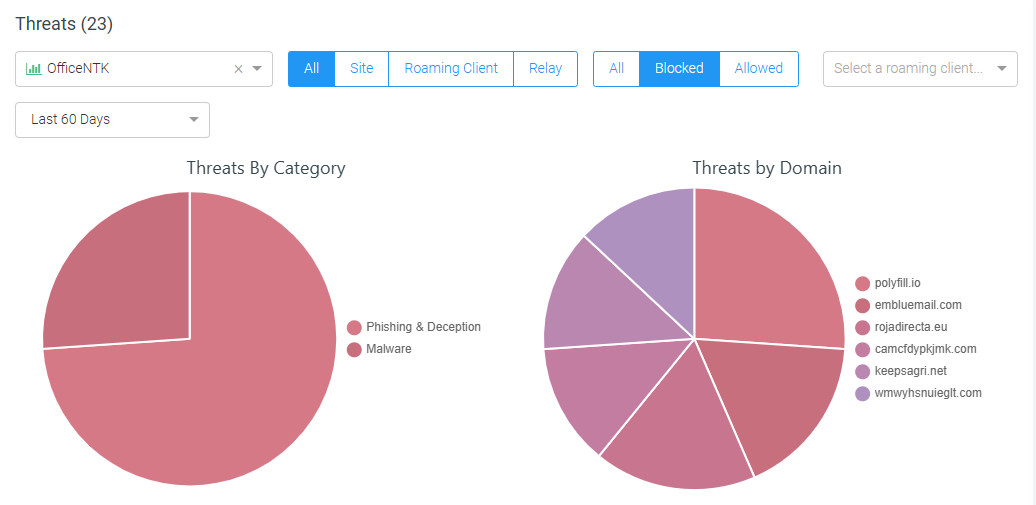 Threats (23)
OfficeNTK
All Site Roaming Client Relay
All Blocked Allowed
Select a roaming client...
Last 60 Days
Threats By Category
Phishing & Deception
Malware
Threats by Domain
polyfill.io
embluemail.com
rojadirecta.eu
camcfdypkjmk.com
keepsagri.net
wmwyhsnuieglt.com